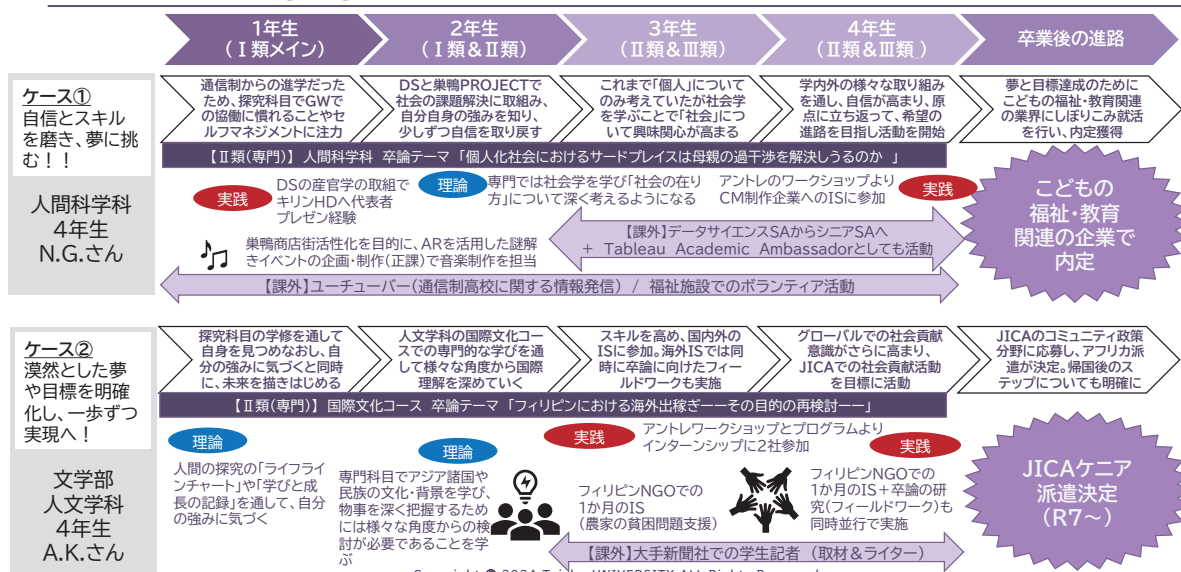 1年生
(Ⅰ類メイン)
2年生
(Ⅰ類&Ⅱ類)
3年生
(Ⅱ類&Ⅲ類)
4年生
(Ⅱ類&Ⅲ類)
卒業後の進路
ケース①
自信とスキル
を磨き、夢に挑
む!!
人間科学科
4年生
N.G.さん
通信制からの進学だった
ため、探究科目でGWで
の協働に慣れることやセ
ルフマネジメントに注力
DSと巣鴨PROJECTで
社会の課題解決に取組み、
自分自身の強みを知り、
少しずつ自信を取り戻す
これまで「個人」について
のみ考えていたが社会学
を学ぶことで「社会」につ
いて興味関心が高まる
学内外の様々な取り組み
を通し、自信が高まり、原
点に立ち返って、希望の
進路を目指し活動を開始
夢と目標達成のために
こどもの福祉・教育関連
の業界にしぼりこみ就活
を行い、内定獲得
【Ⅱ類(専門)】 人間科学科 卒論テーマ 「個人化社会におけるサードプレイスは母親の過干渉を解決しうるのか 」
実践
DSの産官学の取組で
キリンHDへ代表者
プレゼン経験
理論
専門では社会学を学び「社会の在り
方」について深く考えるようになる
アントレのワークショップより
CM制作企業へのISに参加
実践
こどもの
福祉・教育
関連の企業で
内定
巣鴨商店街活性化を目的に、ARを活用した謎解
きイベントの企画・制作(正課)で音楽制作を担当
【課外】データサイエンスSAからシニアSAへ
+ Tableau Academic Ambassadorとしても活動
【課外】ユーチューバー(通信制高校に関する情報発信) / 福祉施設でのボランティア活動
ケース②
漠然とした夢
や目標を明確
化し、一歩ずつ
実現へ!
文学部
人文学科
4年生
A.K.さん
探究科目の学修を通して
自身を見つめなおし、自
分の強みに気づくと同時
に、未来を描きはじめる
人文学科の国際文化コー
スでの専門的な学びを通
して様々な角度から国際
理解を深めていく
スキルを高め、国内外の
ISに参加。海外ISでは同
時に卒論に向けたフィー
ルドワークも実施
グローバルでの社会貢献
意識がさらに高まり、
JICAでの社会貢献活動
を目標に活動
JICAのコミュニティ政策
分野に応募し、アフリカ派
遣が決定。帰国後のス
テップについても明確に
【Ⅱ類(専門)】 国際文化コース 卒論テーマ 「フィリピンにおける海外出稼ぎーーその目的の再検討ーー」
理論
人間の探究の「ライフライ
ンチャート」や「学びと成
長の記録」を通して、自分
の強みに気づく
理論
専門科目でアジア諸国や
民族の文化・背景を学び、
物事を深く把握するため
には様々な角度からの検
討が必要であることを学
ぶ
実践
アントレワークショップとプログラムより
インターンシップに2社参加
実践
フィリピンNGOでの
1か月のIS
(農家の貧困問題支援)
フィリピンNGOでの
1か月のIS+卒論の研
究(フィールドワーク)も
同時並行で実施
【課外】大手新聞社での学生記者 (取材&ライター)
JICAケニア
派遣決定
(R7~)